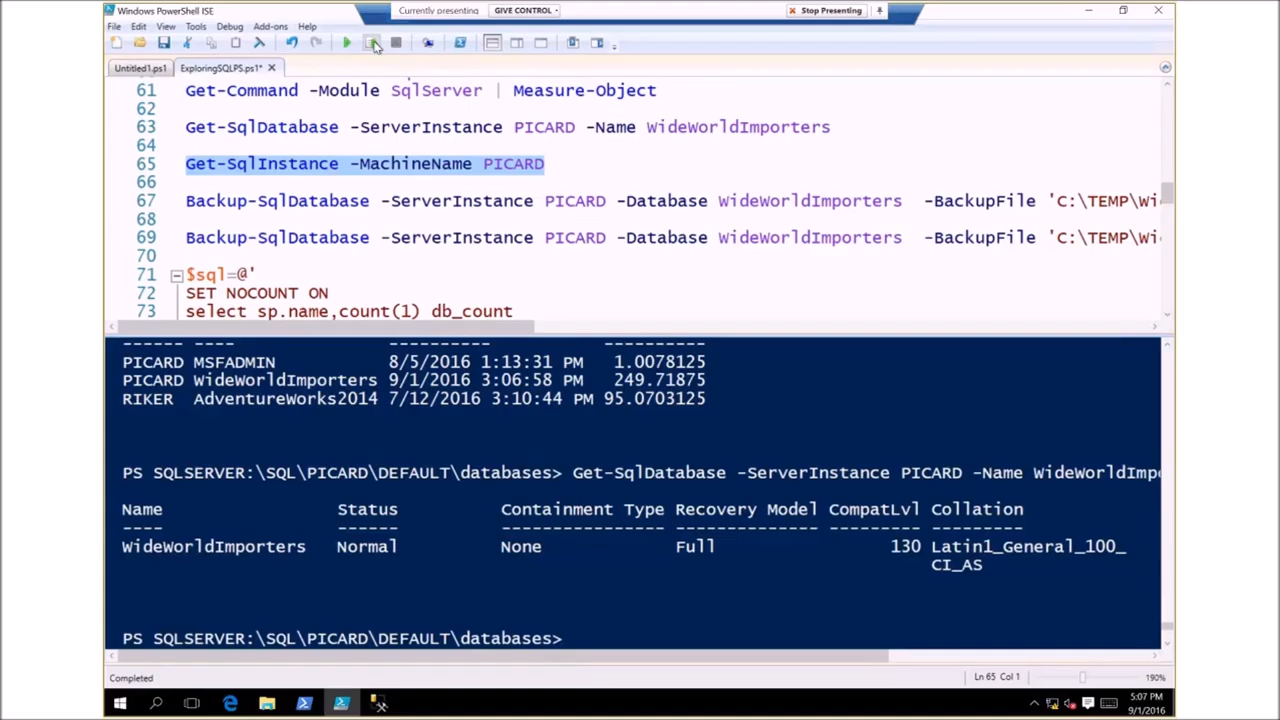 Windows PowerShell ISE
Currently presenting GIVE CONTROL Stop Presenting
File Edit View Tools Debug Add-ons Help
Untitled1.ps1 ExploringSQLPS.ps1*
61 Get-Command -Module SqlServer | Measure-Object
62
63 Get-SqlDatabase -ServerInstance PICARD -Name WideWorldImporters
64
65 Get-SqlInstance -MachineName PICARD
66
67 Backup-SqlDatabase -ServerInstance PICARD -Database WideWorldImporters -BackupFile 'C:\TEMP\Wi
68
69 Backup-SqlDatabase -ServerInstance PICARD -Database WideWorldImporters -BackupFile 'C:\TEMP\Wi
70
71 $sql=@'
72 SET NOCOUNT ON
73 select sp.name,count(1) db_count
------ ---- ---------- ----------
PICARD MSFADMIN 8/5/2016 1:13:31 PM 1.0078125
PICARD WideWorldImporters 9/1/2016 3:06:58 PM 249.71875
RIKER AdventureWorks2014 7/12/2016 3:10:44 PM 95.0703125
PS SQLSERVER:\SQL\PICARD\DEFAULT\databases> Get-SqlDatabase -ServerInstance PICARD -Name WideWorldImpo
Name Status Containment Type Recovery Model CompatLvl Collation
---- ------ ---------------- -------------- --------- ---------
WideWorldImporters Normal None Full 130 Latin1_General_100_
CI_AS
PS SQLSERVER:\SQL\PICARD\DEFAULT\databases>
Completed Ln 65 Col 1 190%
5:07 PM
9/1/2016